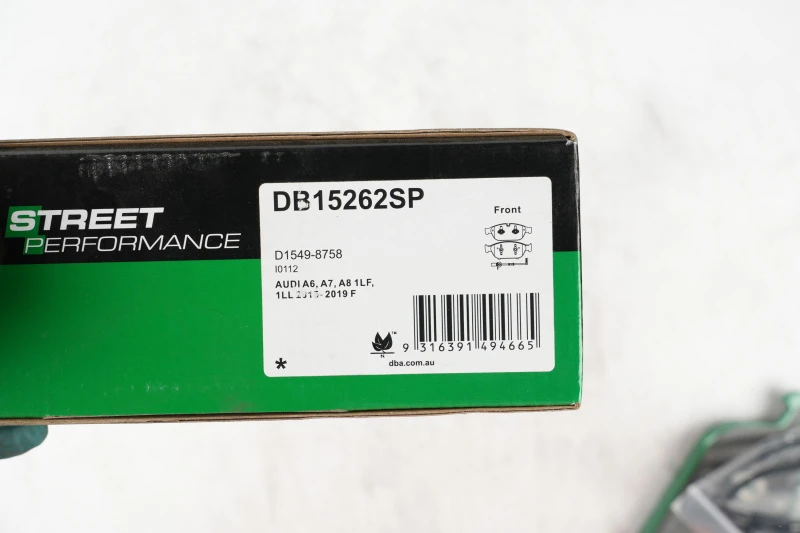 STREET
PERFORMANCE
DB15262SP
Front
D1549-8758
I0112
AUDI A6, A7, A8 1LF,
1LL 2019 F
™
N
9 316391 494665
dba.com.au
*